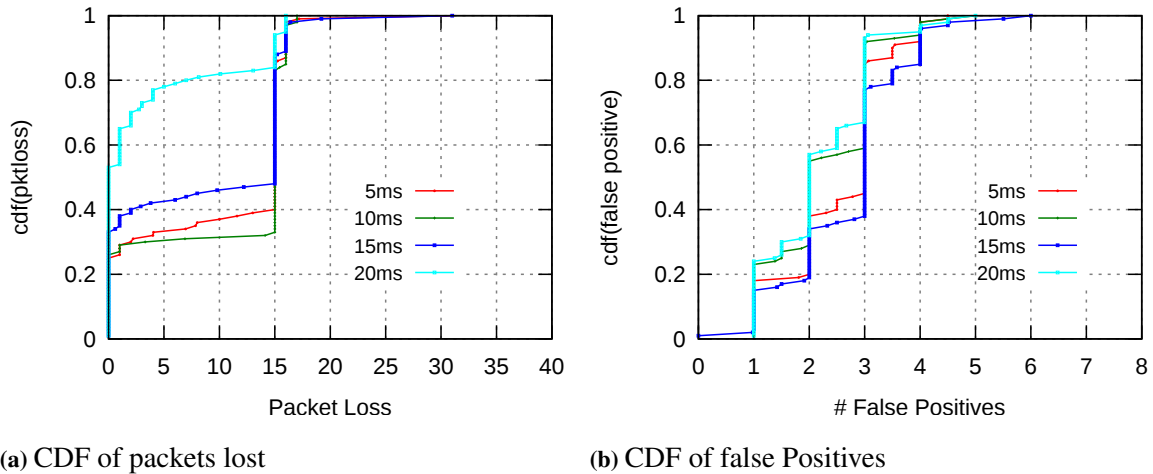 1
0.8
0.6
0.4
0.2
0
cdf(pktloss)
5ms
10ms
15ms
20ms
0 5 10 15 20 25 30 35 40
Packet Loss
(a) CDF of packets lost
1
0.8
0.6
0.4
0.2
0
cdf(false positive)
5ms
10ms
15ms
20ms
0 1 2 3 4 5 6 7 8
# False Positives
(b) CDF of false Positives